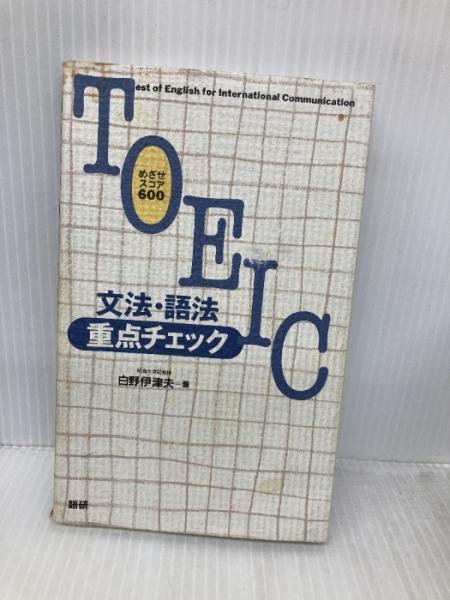 TOEIC
est of English for International Communication
めざせ
スコア
600
文法・語法
重点チェック
白野伊津夫 著
語研